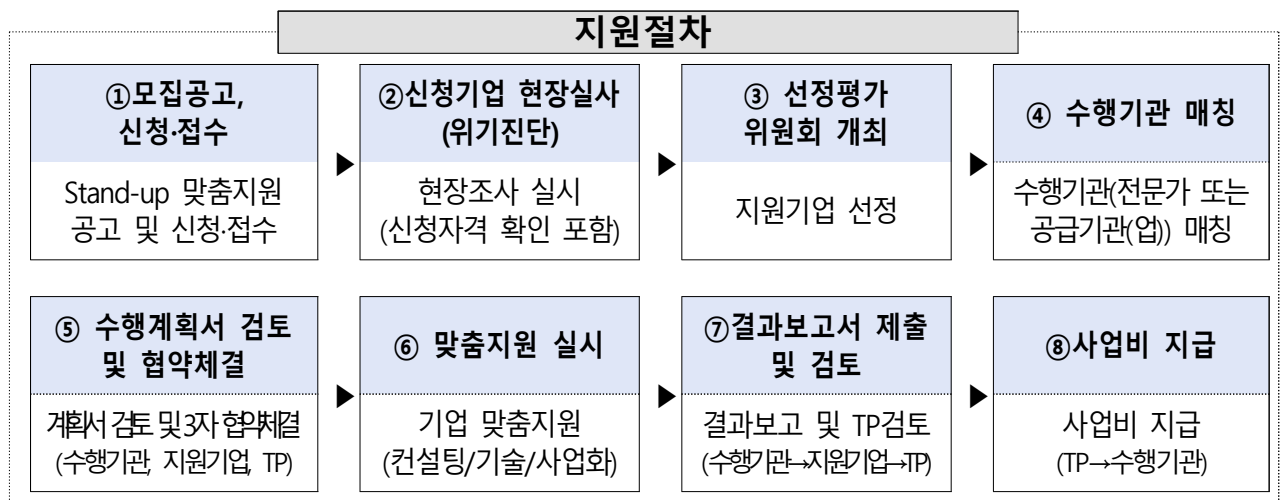 지원절차
①모집공고,
신청·접수
Stand-up 맞춤지원
공고 및 신청·접수
▶
②신청기업 현장실사
(위기진단)
현장조사 실시
(신청자격 확인 포함)
▶
③ 선정평가
위원회 개최
지원기업 선정
▶
④ 수행기관 매칭
수행기관(전문가 또는
공급기관(업)) 매칭
⑤ 수행계획서 검토
및 협약체결
계획서 검토 및 3자 협약체결
(수행기관, 지원기업, TP)
▶
⑥ 맞춤지원 실시
기업 맞춤지원
(컨설팅/기술/사업화)
▶
⑦결과보고서 제출
및 검토
결과보고 및 TP검토
(수행기관→지원기업→TP)
▶
⑧사업비 지급
사업비 지급
(TP→수행기관)